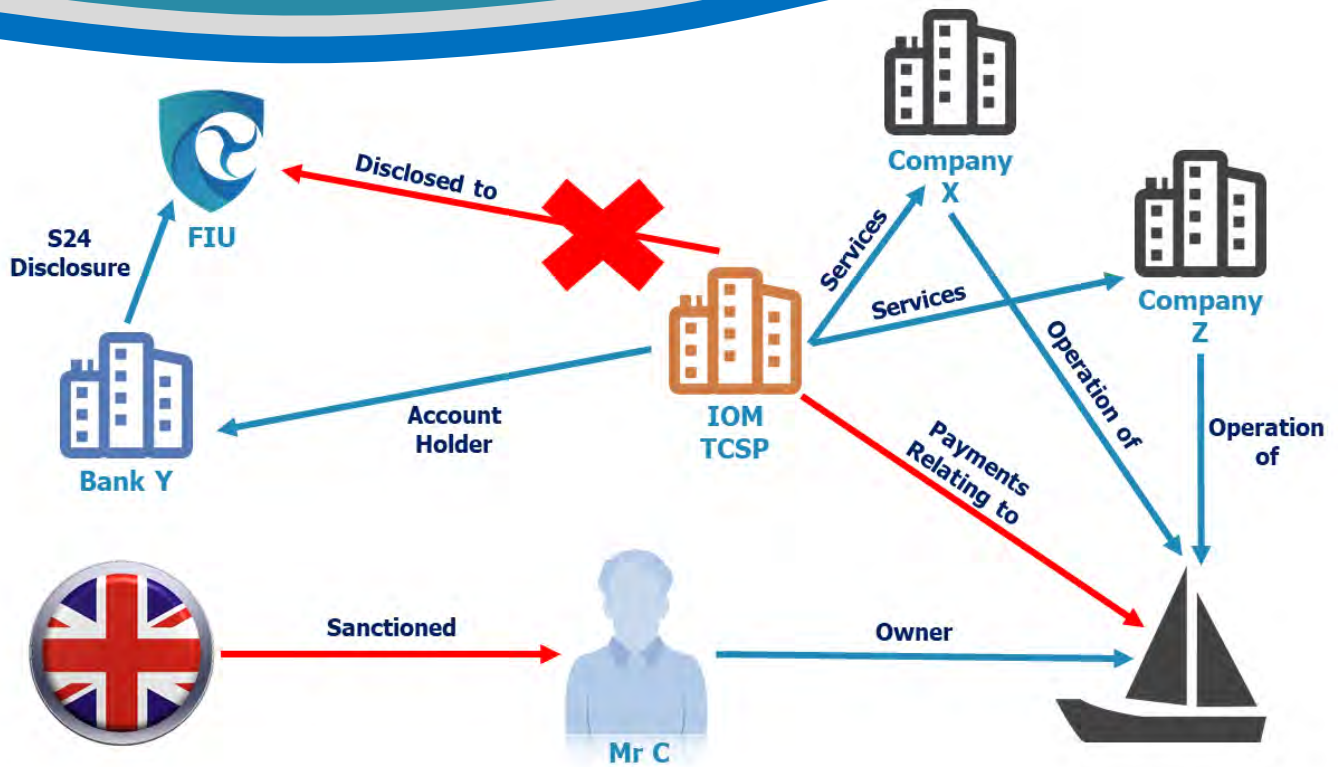 Company
X
Disclosed to
FIU
S24
Disclosure
Services
Services
Company
Z
Operation of
Operation
of
IOM
TCSP
Account
Holder
Bank Y
Payments
Relating to
Sanctioned
Owner
Mr C